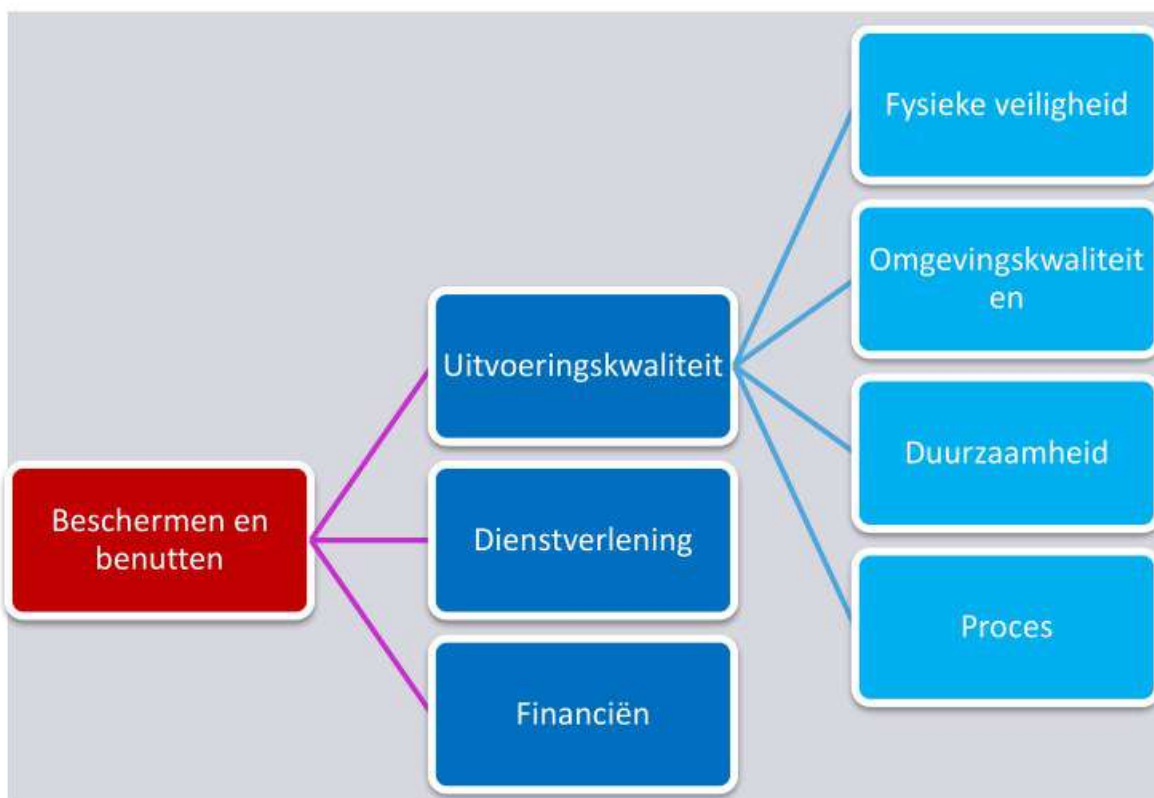 Beschermen en
benutten
Uitvoeringskwaliteit
Dienstverlening
Financiën
Fysieke veiligheid
Omgevingskwaliteit
en
Duurzaamheid
Proces